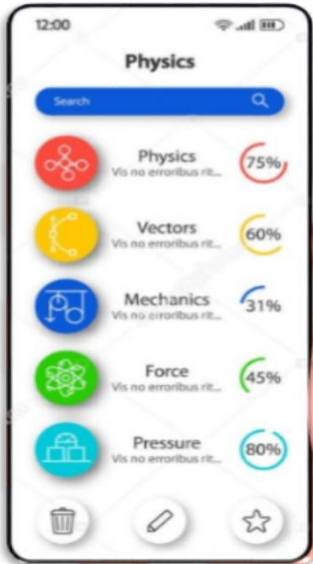 12:00
Physics
Search
Physics
Vis no erroribus rit...
75%
Vectors
Vis no erroribus rit...
60%
Mechanics
Vis no erroribus rit...
31%
Force
Vis no erroribus rit...
45%
Pressure
Vis no erroribus rit...
80%